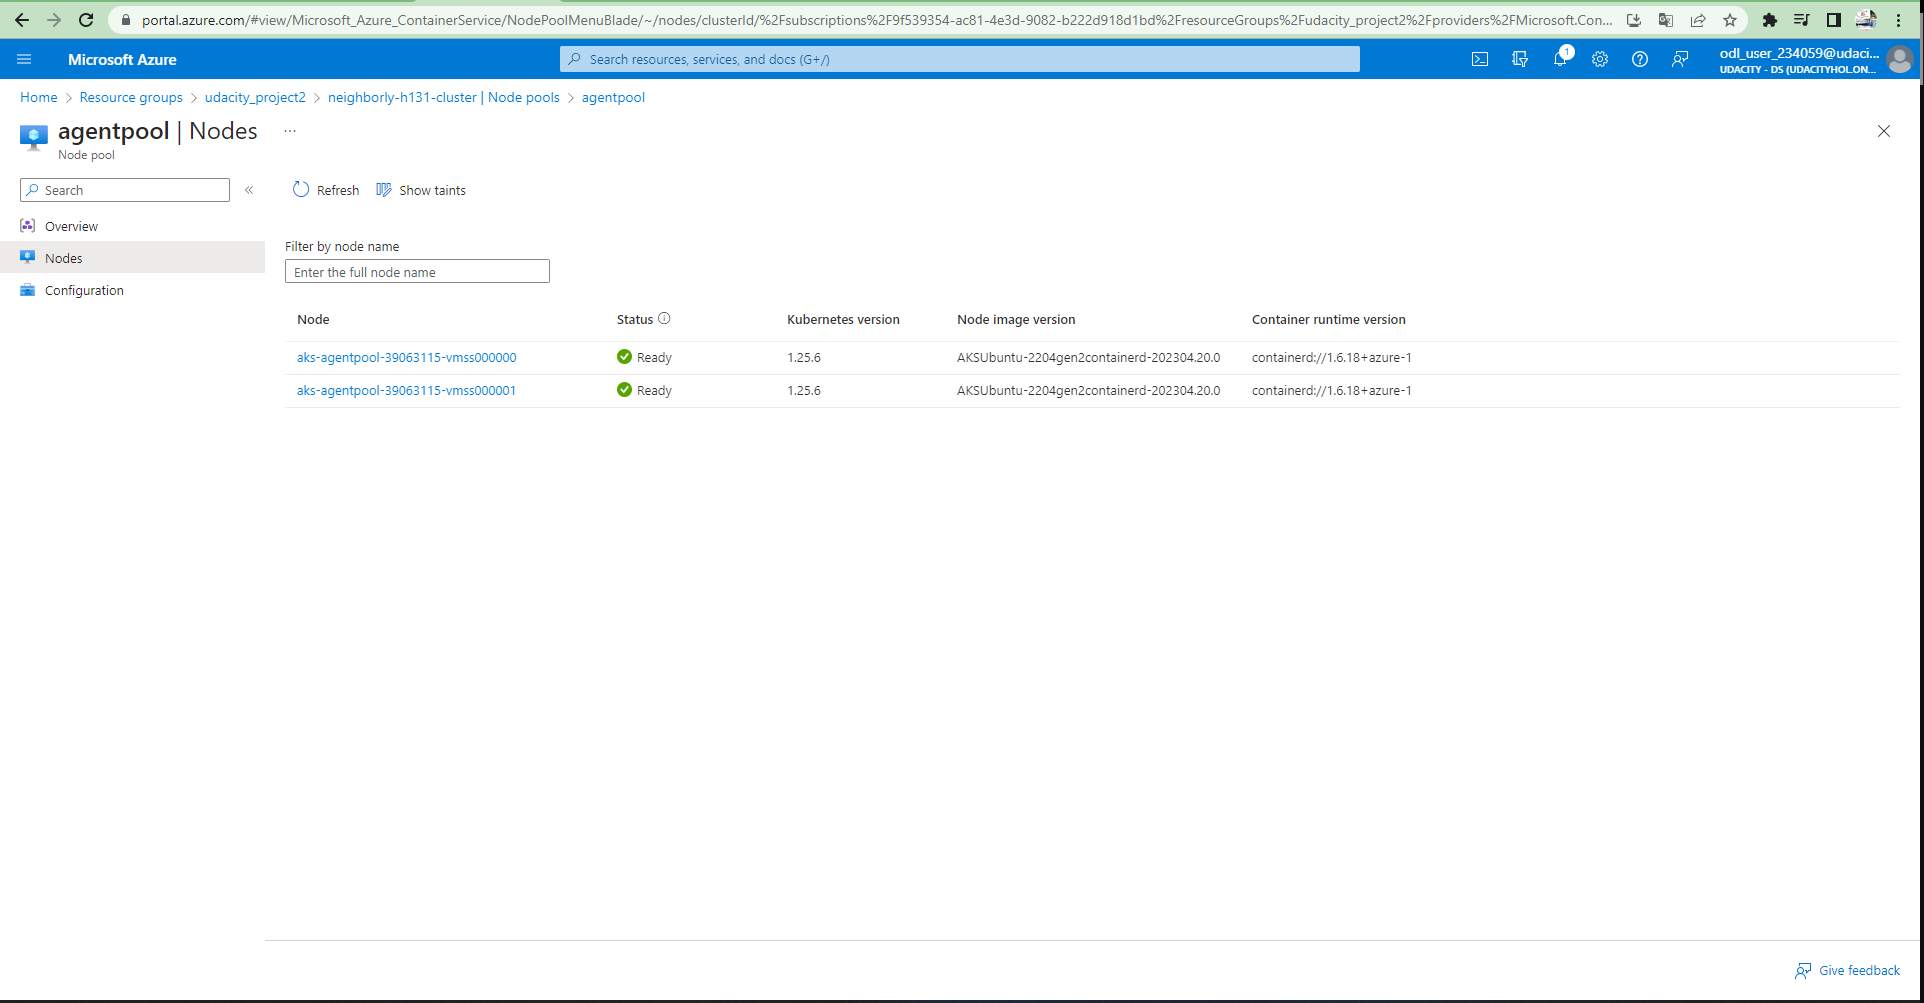 portal.azure.com/#view/Microsoft_Azure_ContainerService/NodePoolMenuBlade/~/nodes/clusterId/%2Fsubscriptions%2F9f539354-ac81-4e3d-9082-b222d918d1bd%2FresourceGroups%2Fudacity_project2%2Fproviders%2FMicrosoft.Con...
Microsoft Azure
Search resources, services, and docs (G+/)
1
odl_user_234059@udaci...
UDACITY - DS (UDACITYHOL.ON...
Home > Resource groups > udacity_project2 > neighborly-h131-cluster | Node pools > agentpool
agentpool | Nodes ...
Node pool
Search «
Refresh Show taints
Overview
Nodes
Configuration
Filter by node name
Enter the full node name
Node Status Kubernetes version Node image version Container runtime version
aks-agentpool-39063115-vmss000000 Ready 1.25.6 AKSUbuntu-2204gen2containerd-202304.20.0 containerd://1.6.18+azure-1
aks-agentpool-39063115-vmss000001 Ready 1.25.6 AKSUbuntu-2204gen2containerd-202304.20.0 containerd://1.6.18+azure-1
Give feedback